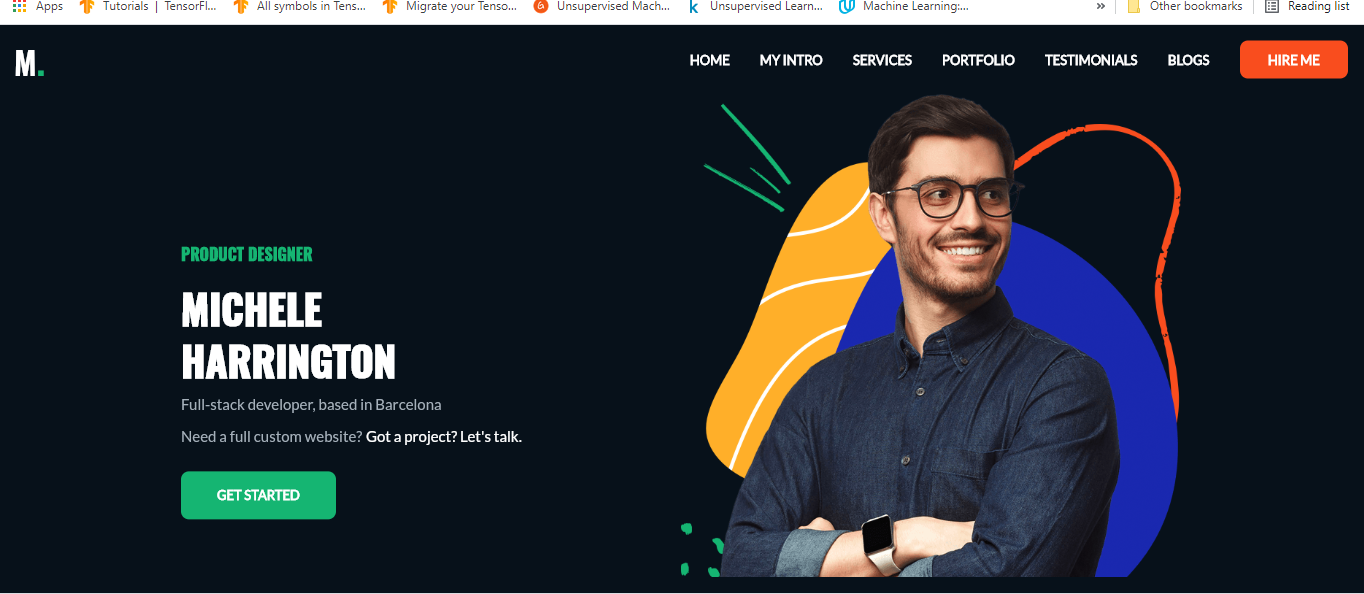 Apps
Tutorials | TensorFl...
All symbols in Tens...
Migrate your Tenso...
Unsupervised Mach...
Unsupervised Learn...
Machine Learning:...
»
Other bookmarks
Reading list
M.
HOME
MY INTRO
SERVICES
PORTFOLIO
TESTIMONIALS
BLOGS
HIRE ME
PRODUCT DESIGNER
MICHELE
HARRINGTON
Full-stack developer, based in Barcelona
Need a full custom website? Got a project? Let's talk.
GET STARTED